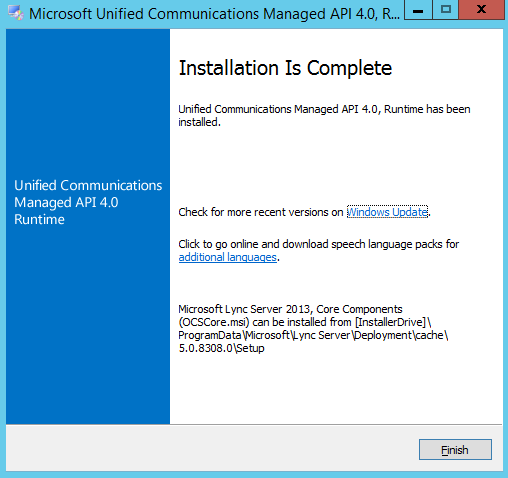 Microsoft Unified Communications Managed API 4.0, R...
Installation Is Complete
Unified Communications Managed API 4.0, Runtime has been
installed.
Unified Communications
Managed API 4.0
Runtime
Check for more recent versions on Windows Update.
Click to go online and download speech language packs for
additional languages.
Microsoft Lync Server 2013, Core Components
(OCSCore.msi) can be installed from [InstallerDrive]\
ProgramData\Microsoft\Lync Server\Deployment\cache\
5.0.8308.0\Setup
Finish